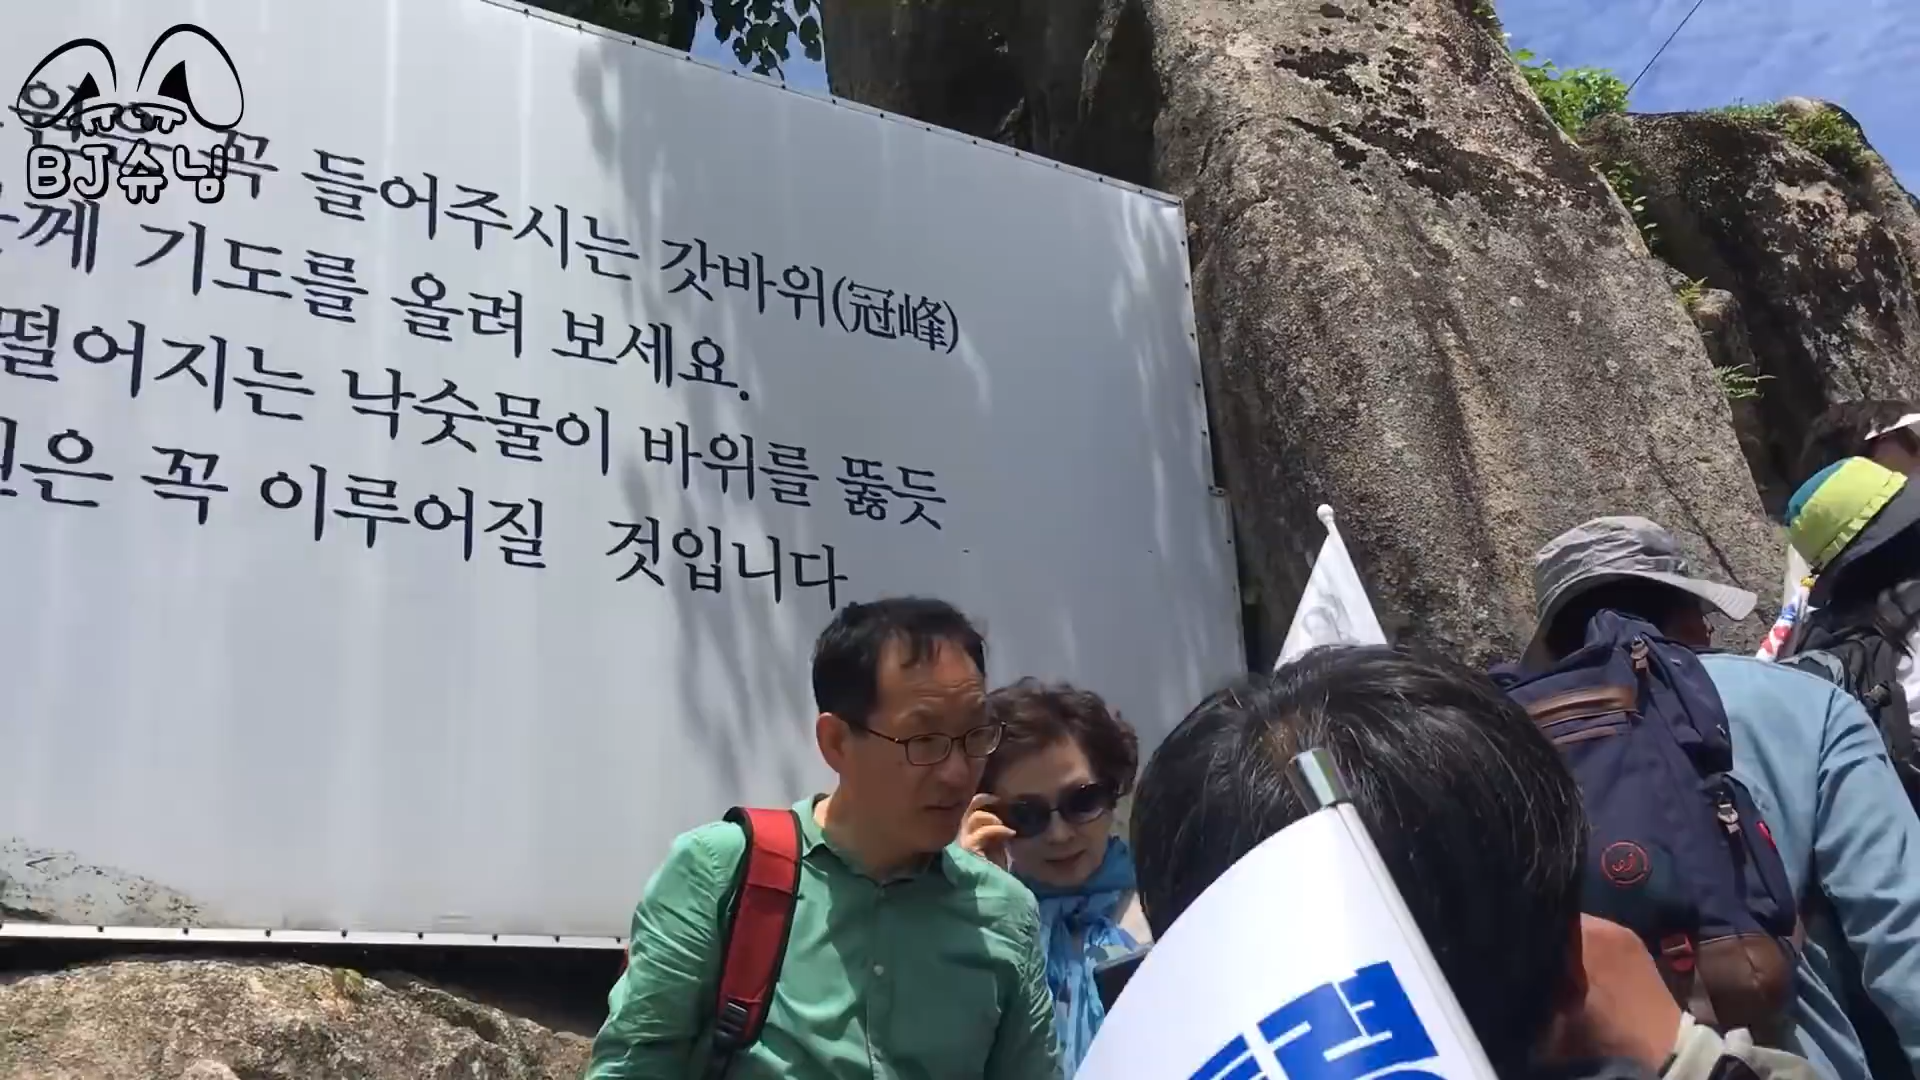 ㅠㅠ
BJ슈닝
꼭 들어주시는 갓바위(冠峰)
께 기도를 올려 보세요.
떨어지는 낙숫물이 바위를 뚫듯
은 꼭 이루어질 것입니다